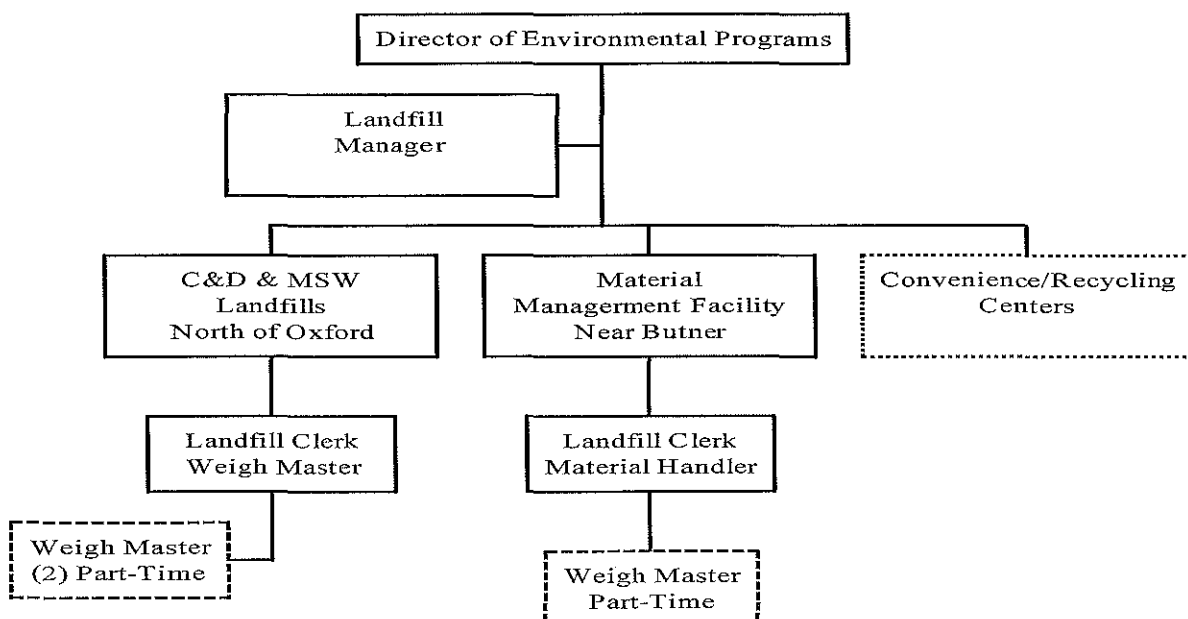 Director of Environmental Programs
Landfill
Manager
C&D & MSW
Landfills
North of Oxford
Material
Managerment Facility
Near Butner
Convenience/Recycling
Centers
Landfill Clerk
Weigh Master
Landfill Clerk
Material Handler
Weigh Master
(2) Part-Time
Weigh Master
Part-Time